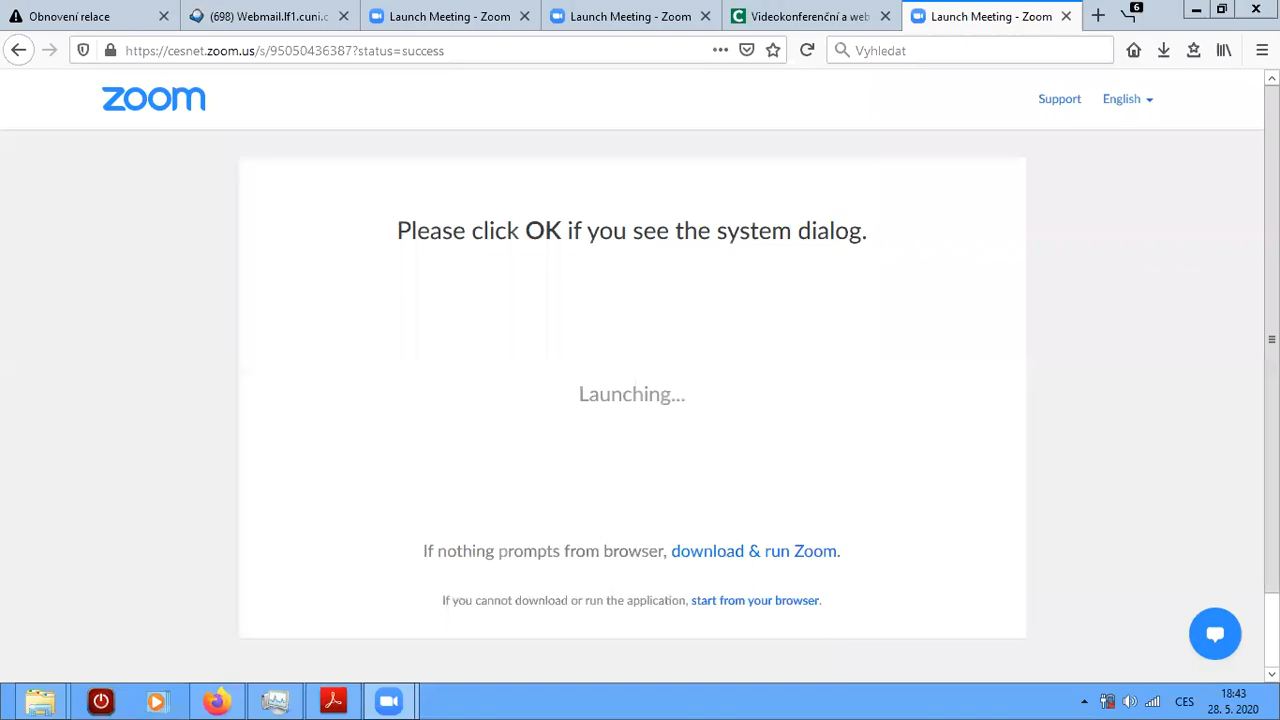 Obnovení relace
(698) Webmail.lf1.cuni.z
Launch Meeting - Zoom
Launch Meeting - Zoom
Videokonferenční a web
Launch Meeting - Zoom
6
https://cesnet.zoom.us/s/95050436387?status=success
Vyhledat
zoom
Support
English
Please click OK if you see the system dialog.
Launching...
If nothing prompts from browser, download & run Zoom.
If you cannot download or run the application, start from your browser.
CES
18:43
28. 5. 2020